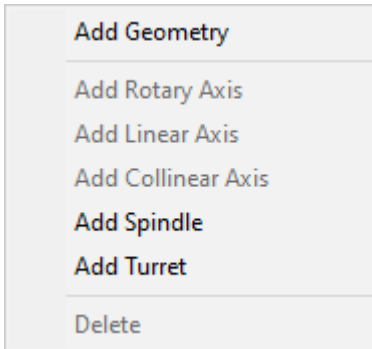 Add Geometry
Add Rotary Axis
Add Linear Axis
Add Collinear Axis
Add Spindle
Add Turret
Delete